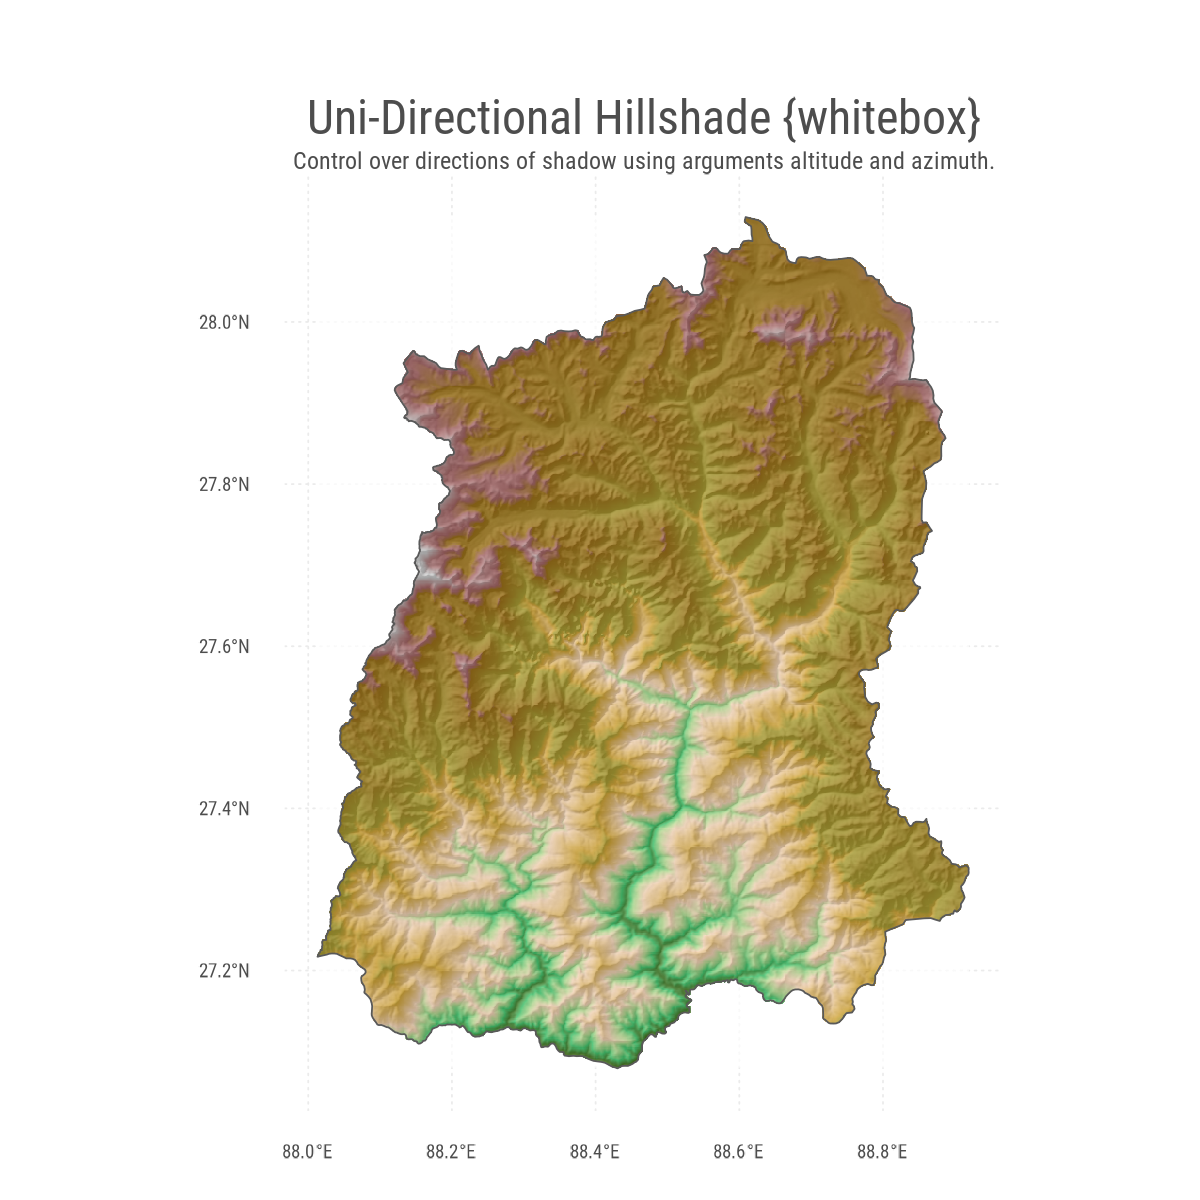 Uni-Directional Hillshade {whitebox}
Control over directions of shadow using arguments altitude and azimuth.
28.0°N
27.8°N
27.6°N
27.4°N
27.2°N
88.0°E 88.2°E 88.4°E 88.6°E 88.8°E